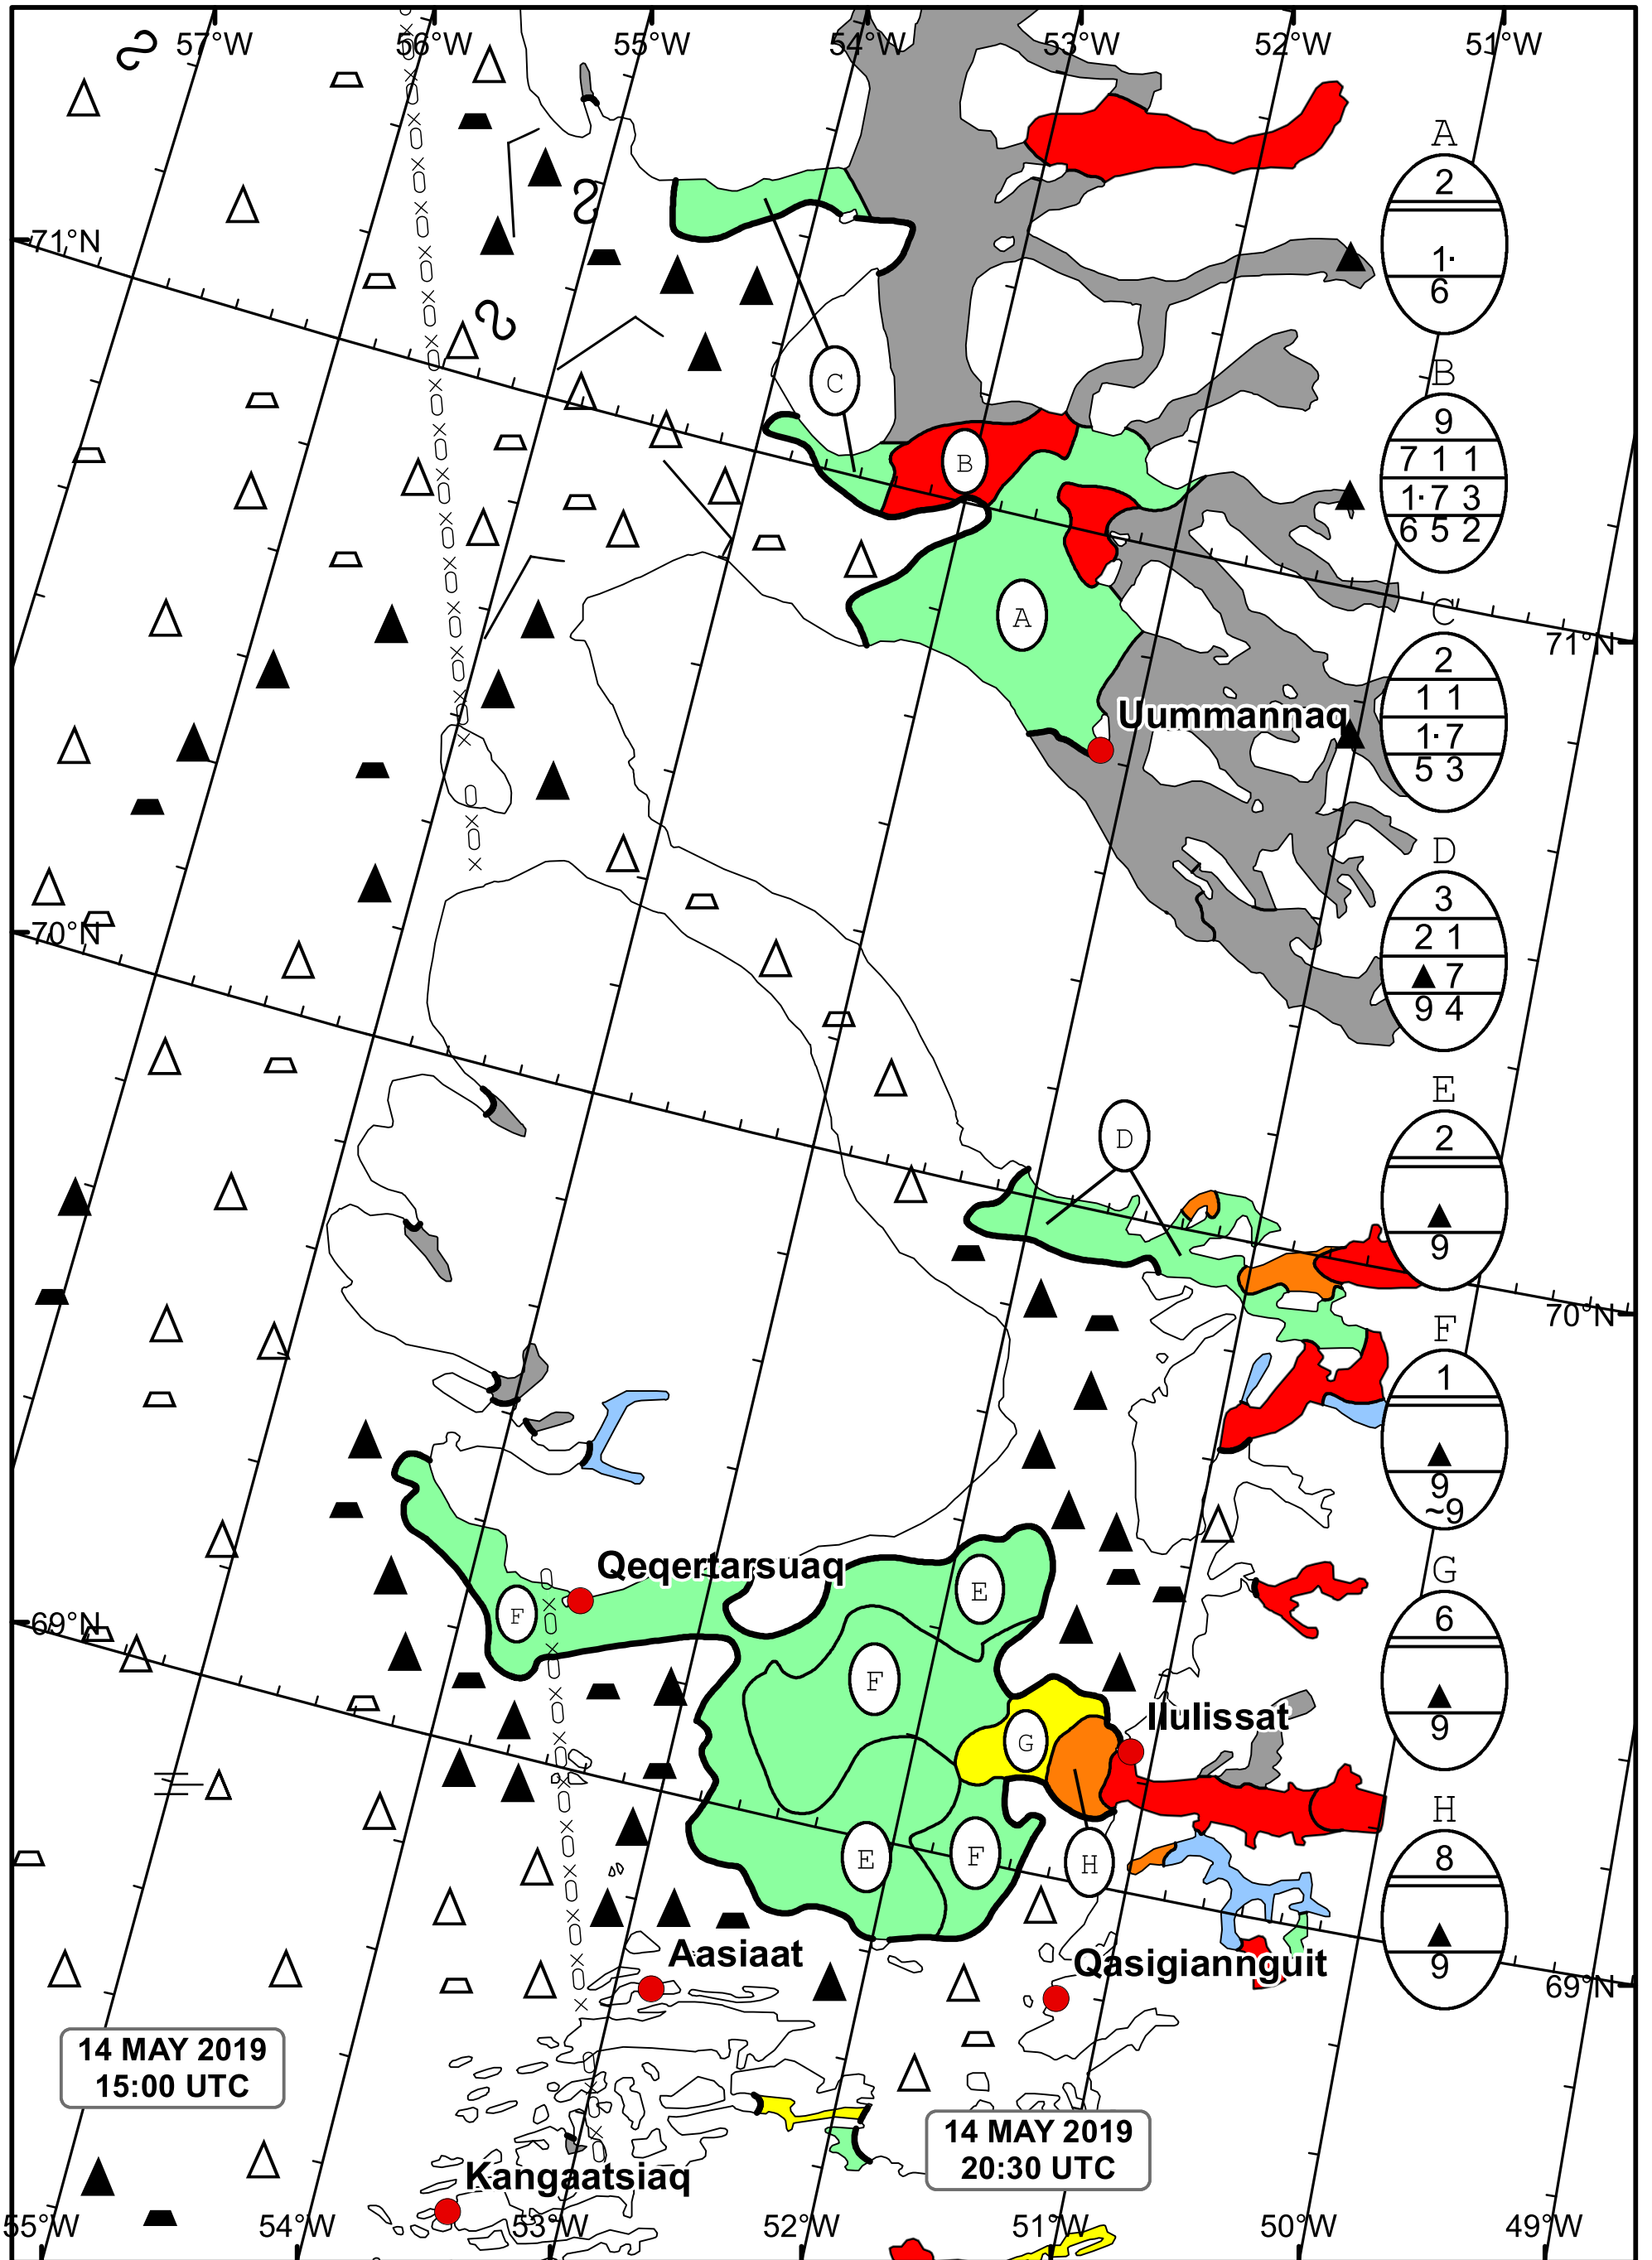 57°W 56°W 55°W 54°W 53°W 52°W 51°W
A
2
1·
6
71°N
B
9
7 1 1
1· 7 3
6 5 2
C
B
C
2
1 1
1· 7
5 3
A
71°N
Uummannaq
D
3
2 1
7
9 4
70°N
E
2
9
D
70°N
F
1
9
~9
G
6
9
Qeqertarsuaq
E
F
69°N
F
G
Ilulissat
H
8
9
E
F
H
Aasiaat
Qasigiannguit
69°N
14 MAY 2019
15:00 UTC
14 MAY 2019
20:30 UTC
Kangaatsiaq
55°W 54°W 53°W 52°W 51°W 50°W 49°W